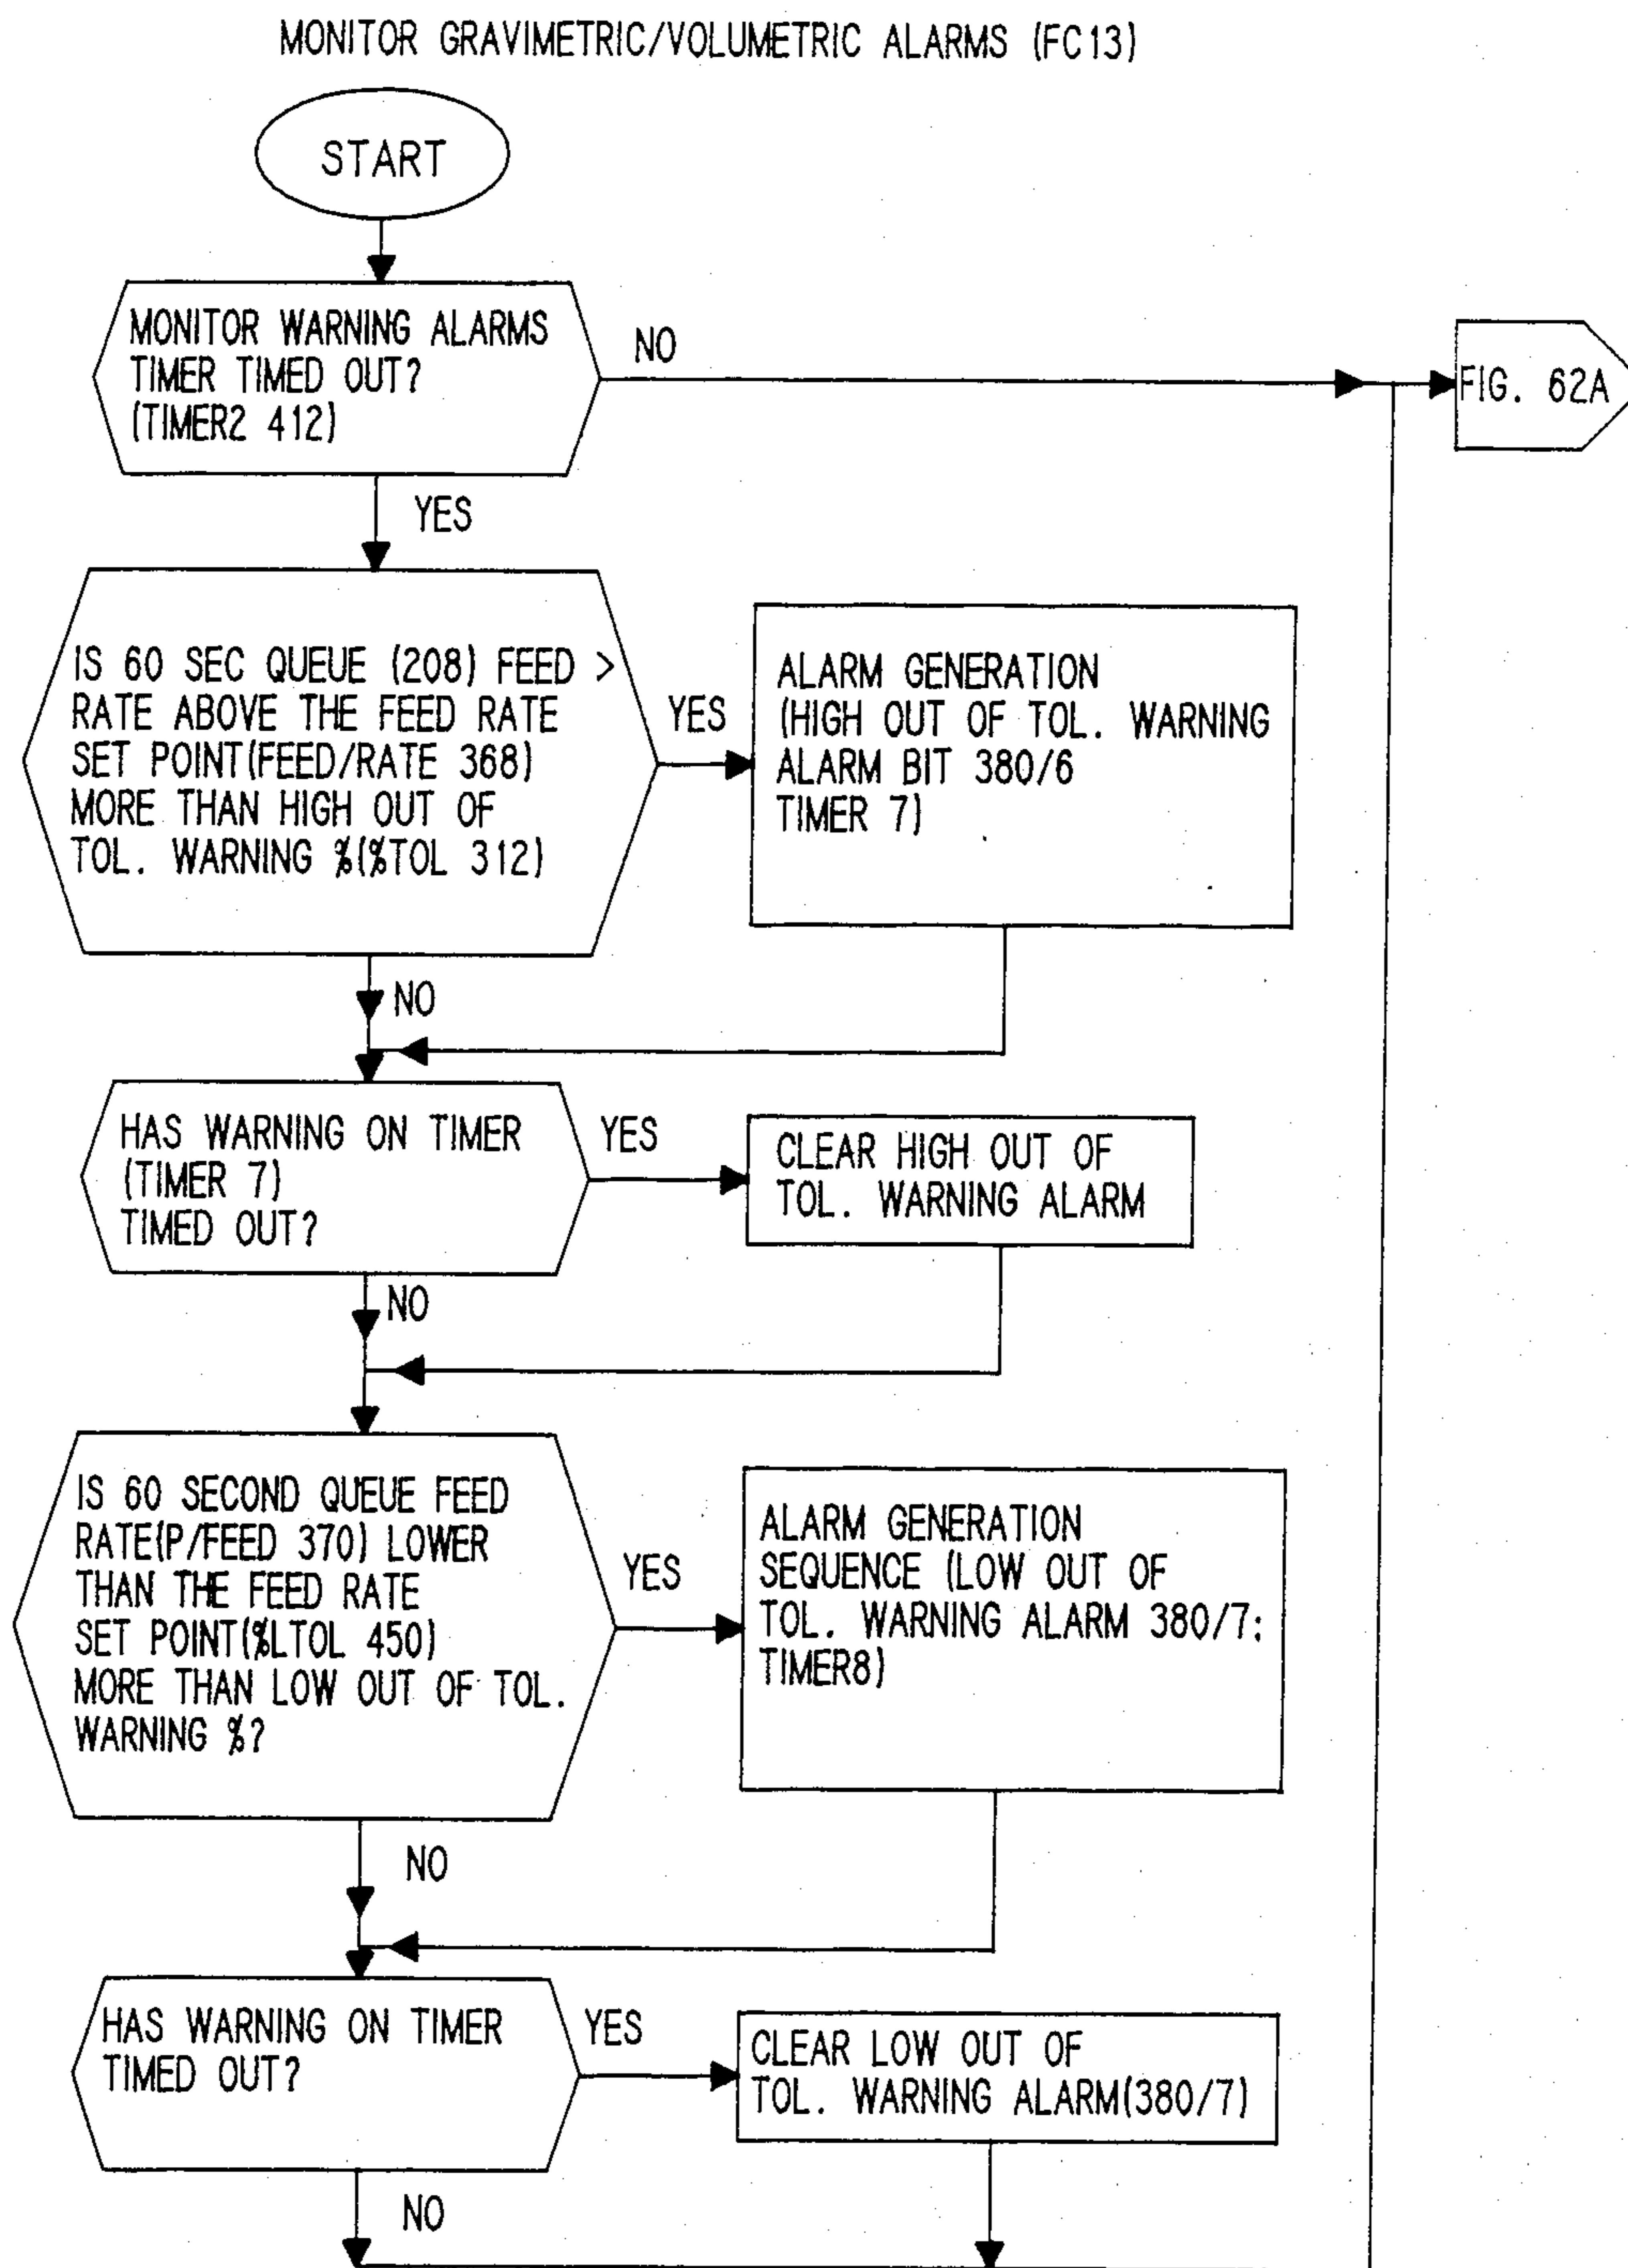 MONITOR GRAVIMETRIC/VOLUMETRIC ALARMS (FC13)
START
MONITOR WARNING ALARMS
TIMER TIMED OUT?
(TIMER2 412)
NO
FIG. 62A
YES
IS 60 SEC QUEUE (208) FEED >
RATE ABOVE THE FEED RATE
SET POINT(FEED/RATE 368)
MORE THAN HIGH OUT OF
TOL. WARNING %(%TOL 312)
YES
ALARM GENERATION
(HIGH OUT OF TOL. WARNING
ALARM BIT 380/6
TIMER 7)
NO
HAS WARNING ON TIMER
(TIMER 7)
TIMED OUT?
YES
CLEAR HIGH OUT OF
TOL. WARNING ALARM
NO
IS 60 SECOND QUEUE FEED
RATE(P/FEED 370) LOWER
THAN THE FEED RATE
SET POINT(%LTOL 450)
MORE THAN LOW OUT OF TOL.
WARNING %?
YES
ALARM GENERATION
SEQUENCE (LOW OUT OF
TOL. WARNING ALARM 380/7:
TIMER8)
NO
HAS WARNING ON TIMER
TIMED OUT?
YES
CLEAR LOW OUT OF
TOL. WARNING ALARM(380/7)
NO